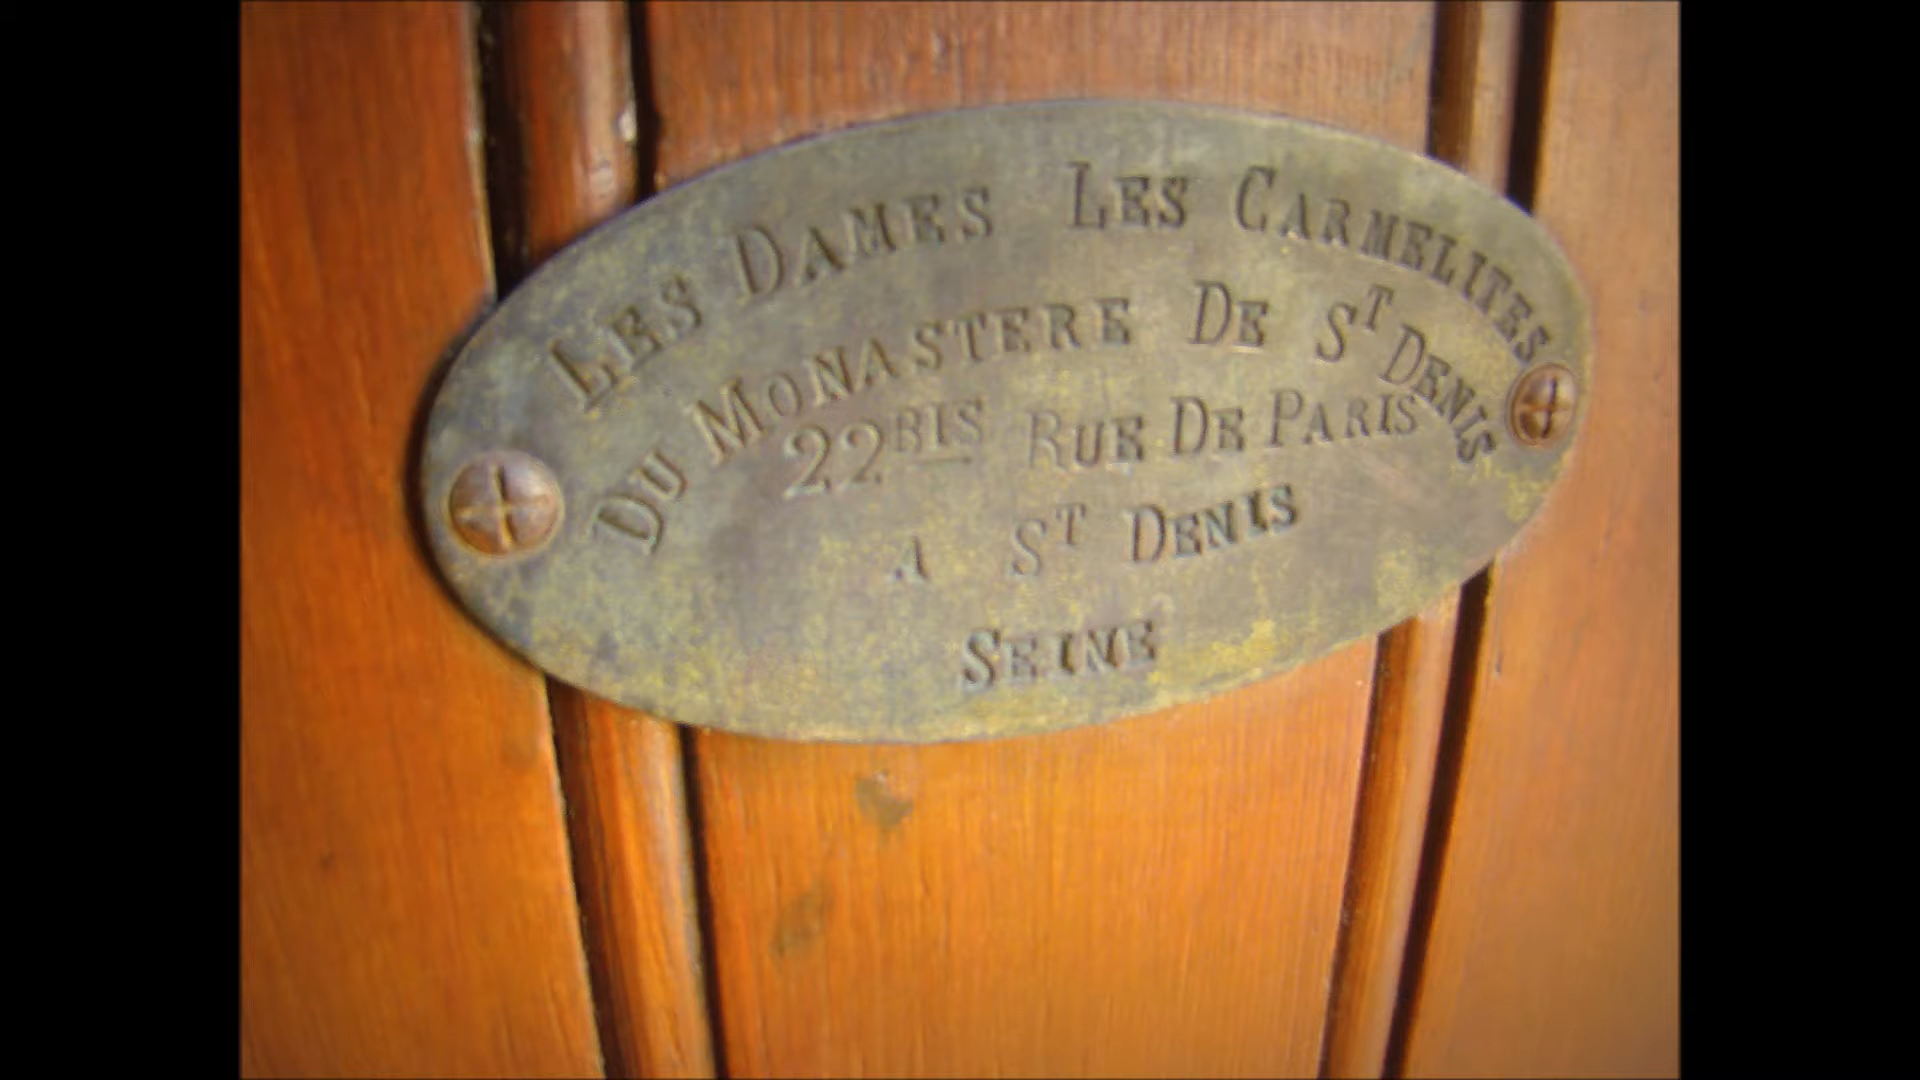 LES DAMES LES CARMELITES
DU MONASTERE DE ST DENIS
22BIS RUE DE PARIS
A ST DENIS
SEINE